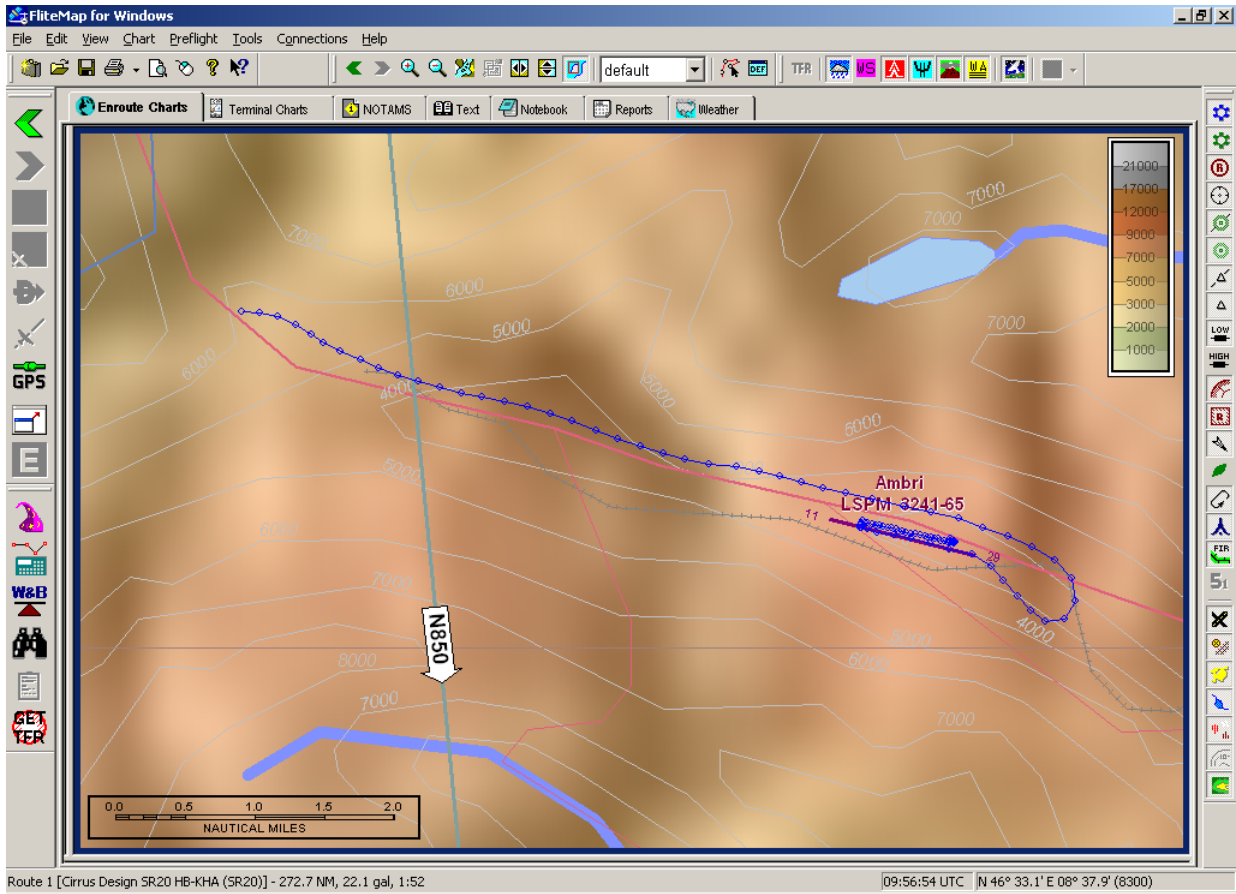 FliteMap for Windows
File Edit View Chart Preflight Tools Connections Help
default
DEF
TFR
WS
A
WA
Enroute Charts
Terminal Charts
NOTAMS
Text
Notebook
Reports
Weather
GPS
E
W&B
GET
TFR
7000
6000
5000
6000
4000
5000
6000
7000
8000
7000
5000
6000
7000
7000
7000
4000
5000
6000
7000
N850
Ambri
LSPM 3241-65
11
29
21000
17000
12000
9000
7000
5000
3000
2000
1000
0.0 0.5 1.0 1.5 2.0
NAUTICAL MILES
R
LOW
HIGH
R
FIR
Route 1 [Cirrus Design SR20 HB-KHA (SR20)] - 272.7 NM, 22.1 gal, 1:52
09:56:54 UTC
N 46° 33.1' E 08° 37.9' (8300)